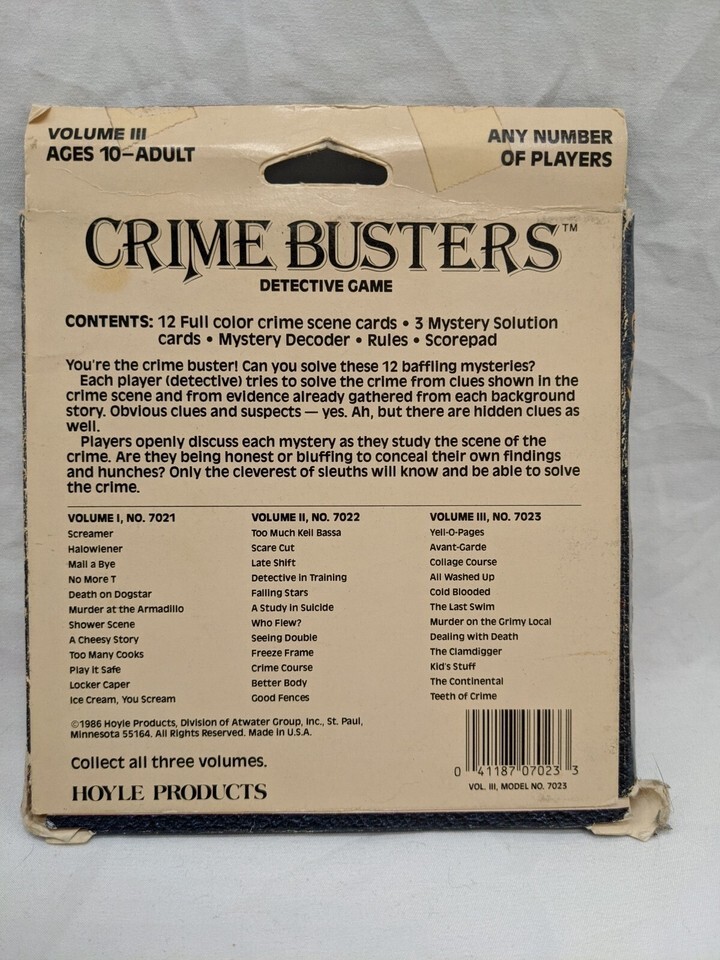 VOLUME III
AGES 10–ADULT
ANY NUMBER
OF PLAYERS
CRIME BUSTERS™
DETECTIVE GAME
CONTENTS: 12 Full color crime scene cards • 3 Mystery Solution
cards • Mystery Decoder • Rules • Scorepad
You're the crime buster! Can you solve these 12 baffling mysteries?
Each player (detective) tries to solve the crime from clues shown in the
crime scene and from evidence already gathered from each background
story. Obvious clues and suspects — yes. Ah, but there are hidden clues as
well.
Players openly discuss each mystery as they study the scene of the
crime. Are they being honest or bluffing to conceal their own findings
and hunches? Only the cleverest of sleuths will know and be able to solve
the crime.
VOLUME I, NO. 7021
Screamer
Halowiener
Mail a Bye
No More T
Death on Dogstar
Murder at the Armadillo
Shower Scene
A Cheesy Story
Too Many Cooks
Play it Safe
Locker Caper
Ice Cream, You Scream
VOLUME II, NO. 7022
Too Much Kell Bassa
Scare Cut
Late Shift
Detective in Training
Falling Stars
A Study in Suicide
Who Flew?
Seeing Double
Freeze Frame
Crime Course
Better Body
Good Fences
VOLUME III, NO. 7023
Yell-O-Pages
Avant-Garde
Collage Course
All Washed Up
Cold Blooded
The Last Swim
Murder on the Grimy Local
Dealing with Death
The Clamdigger
Kid's Stuff
The Continental
Teeth of Crime
©1986 Hoyle Products, Division of Atwater Group, Inc., St. Paul,
Minnesota 55164. All Rights Reserved. Made in U.S.A.
Collect all three volumes.
HOYLE PRODUCTS
0 41187 07023 3
VOL. III, MODEL NO. 7023